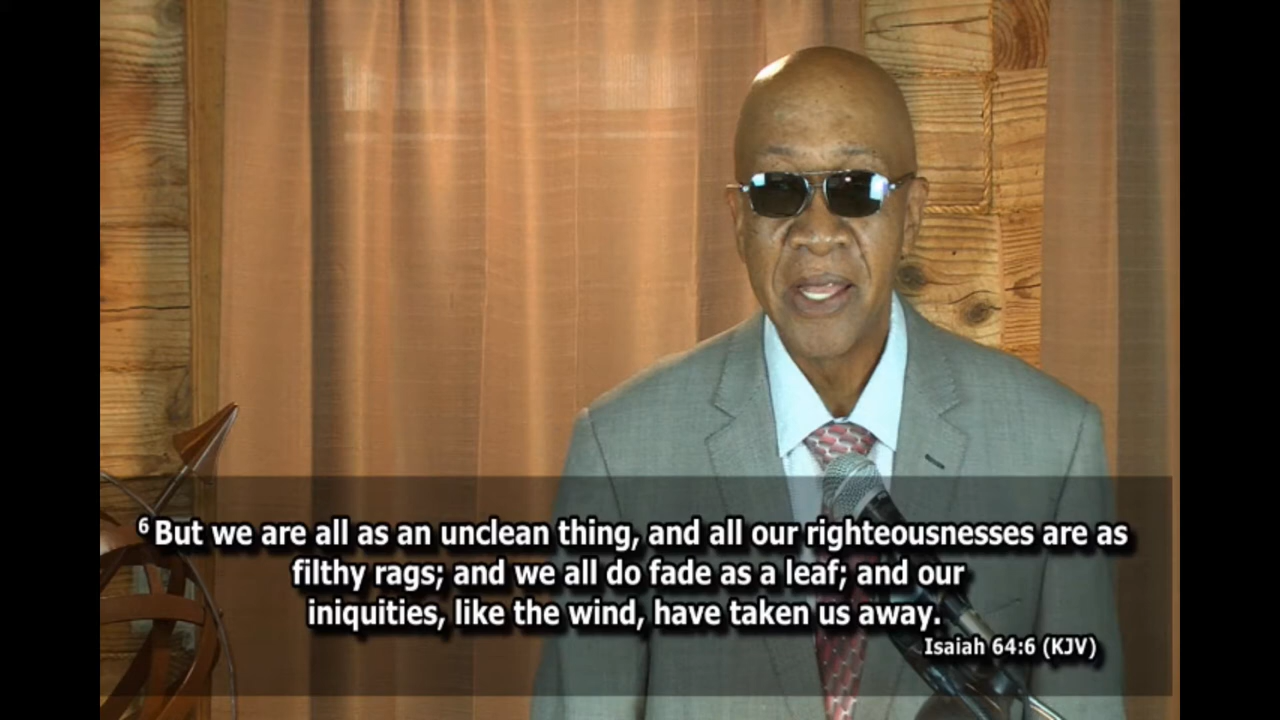 6 But we are all as an unclean thing, and all our righteousnesses are as
filthy rags; and we all do fade as a leaf; and our
iniquities, like the wind, have taken us away.
Isaiah 64:6 (KJV)